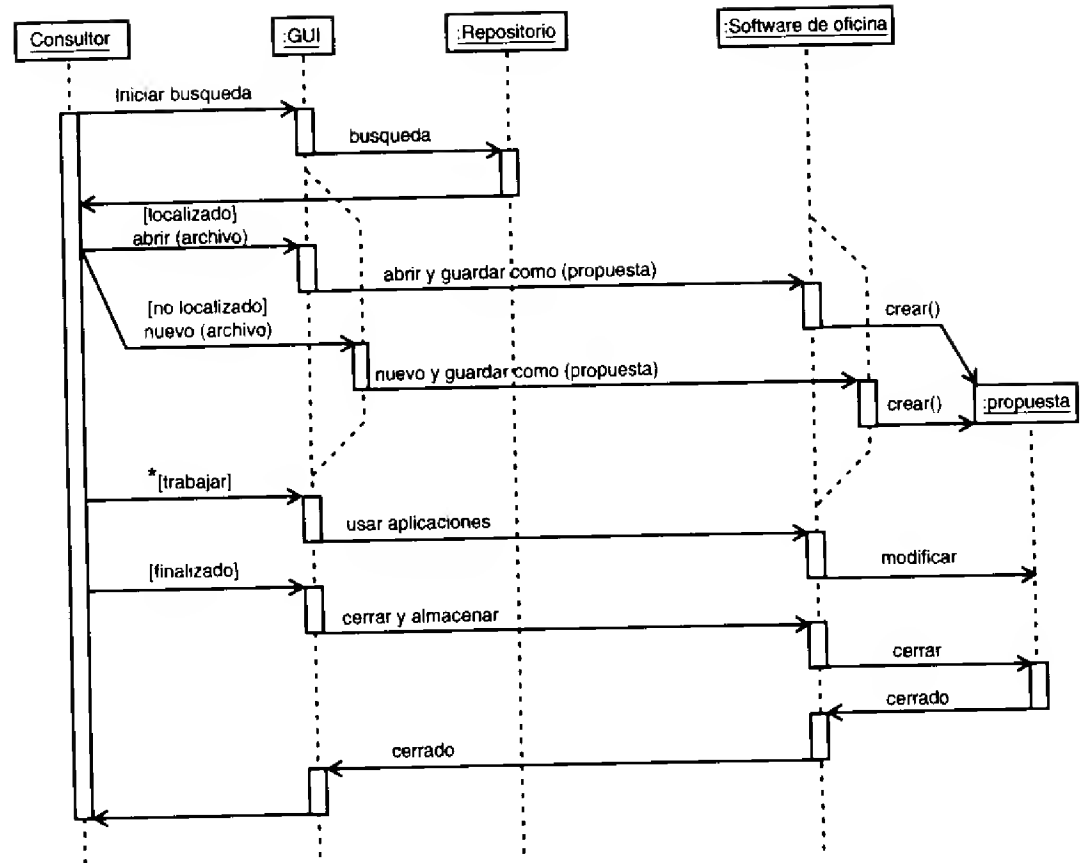 Consultor
:GUI
:Repositorio
:Software de oficina
Iniciar busqueda
busqueda
[localizado]
abrir (archivo)
abrir y guardar como (propuesta)
[no localizado]
nuevo (archivo)
crear()
nuevo y guardar como (propuesta)
crear()
:propuesta
*[trabajar]
usar aplicaciones
modificar
[finalizado]
cerrar y almacenar
cerrar
cerrado
cerrado